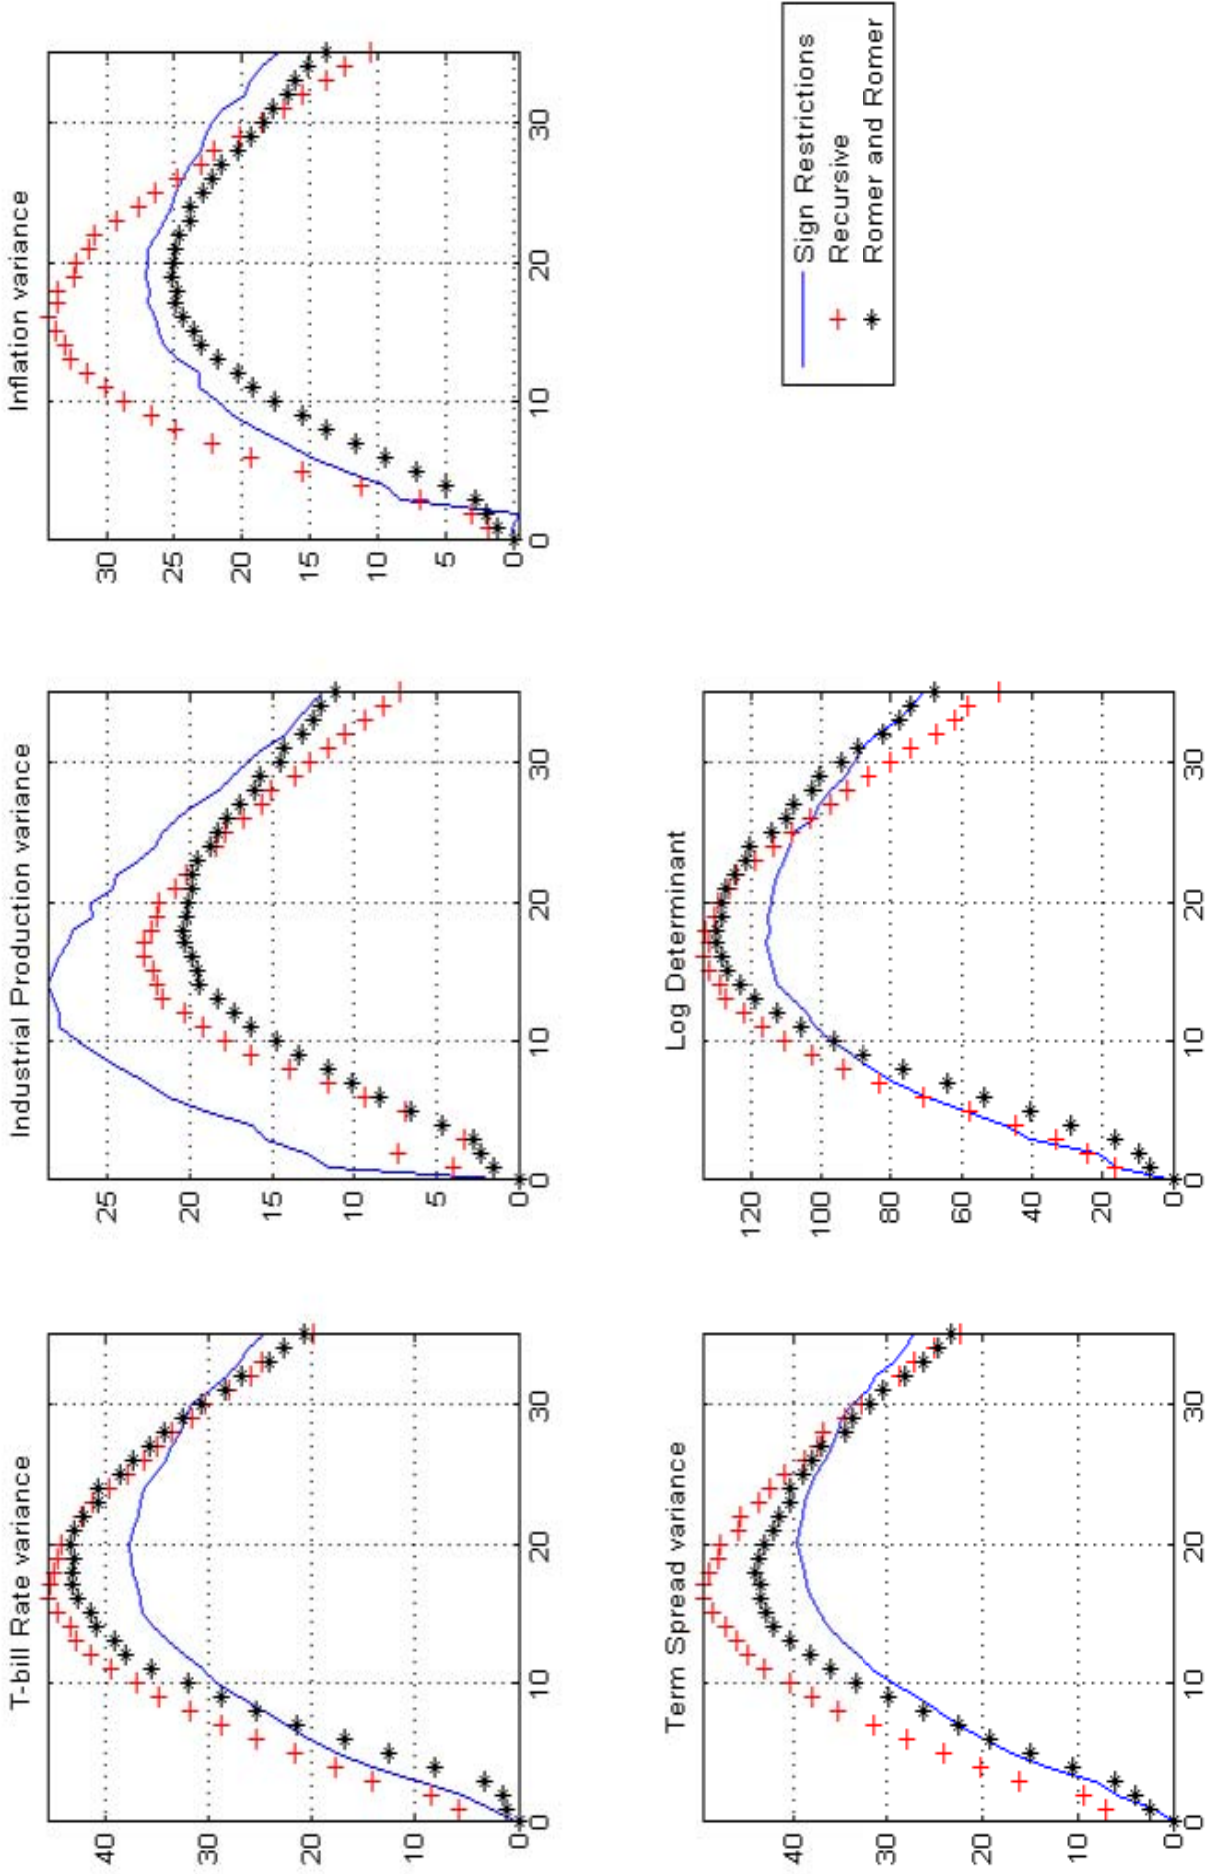 T-bill Rate variance
40
30
20
10
0
0 10 20 30
Industrial Production variance
25
20
15
10
5
0
0 10 20 30
Inflation variance
30
25
20
15
10
5
0
0 10 20 30
Term Spread variance
40
30
20
10
0
0 10 20 30
Log Determinant
120
100
80
60
40
20
0
0 10 20 30
Sign Restrictions
Recursive
Romer and Romer